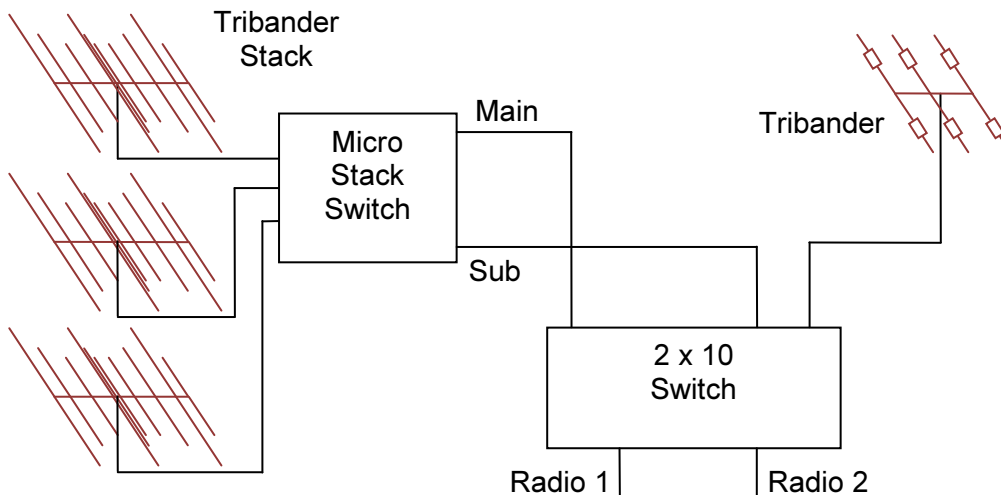 Tribander
Stack
Main
Micro
Stack
Switch
Tribander
Sub
2 x 10
Switch
Radio 1
Radio 2